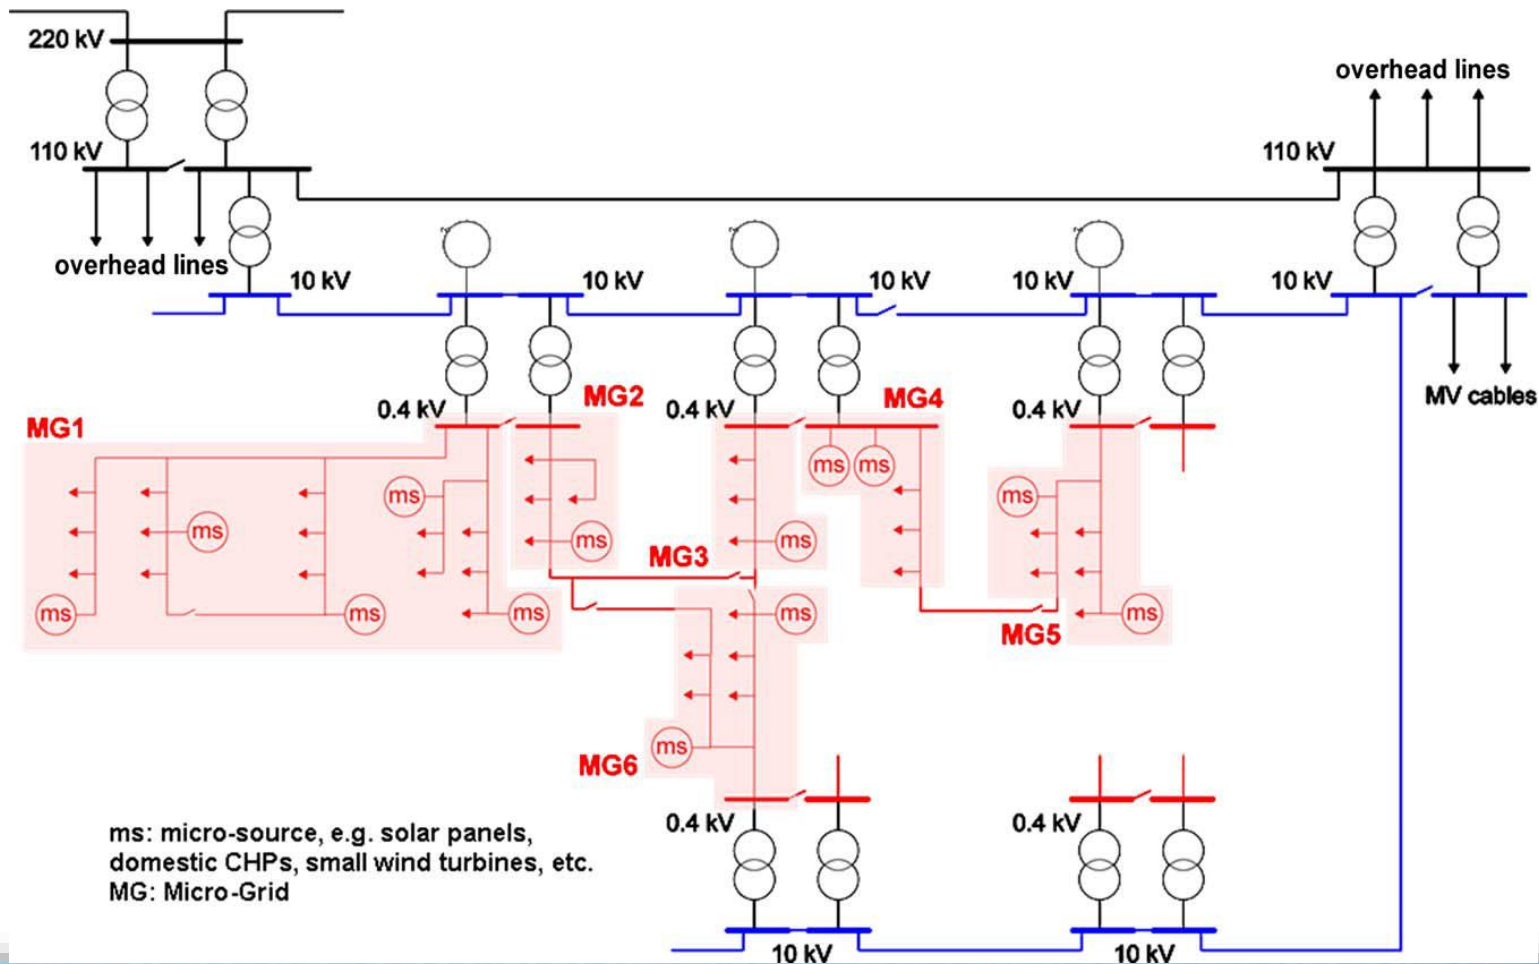 220 kV
overhead lines
110 kV
110 kV
overhead lines
10 kV
10 kV
10 kV
10 kV
10 kV
MV cables
MG1
0.4 kV
MG2
0.4 kV
MG4
0.4 kV
ms
ms
ms
ms
ms
ms
ms
MG3
ms
ms
ms
ms
ms
ms
MG5
MG6
ms
0.4 kV
0.4 kV
ms: micro-source, e.g. solar panels,
domestic CHPs, small wind turbines, etc.
MG: Micro-Grid
10 kV
10 kV